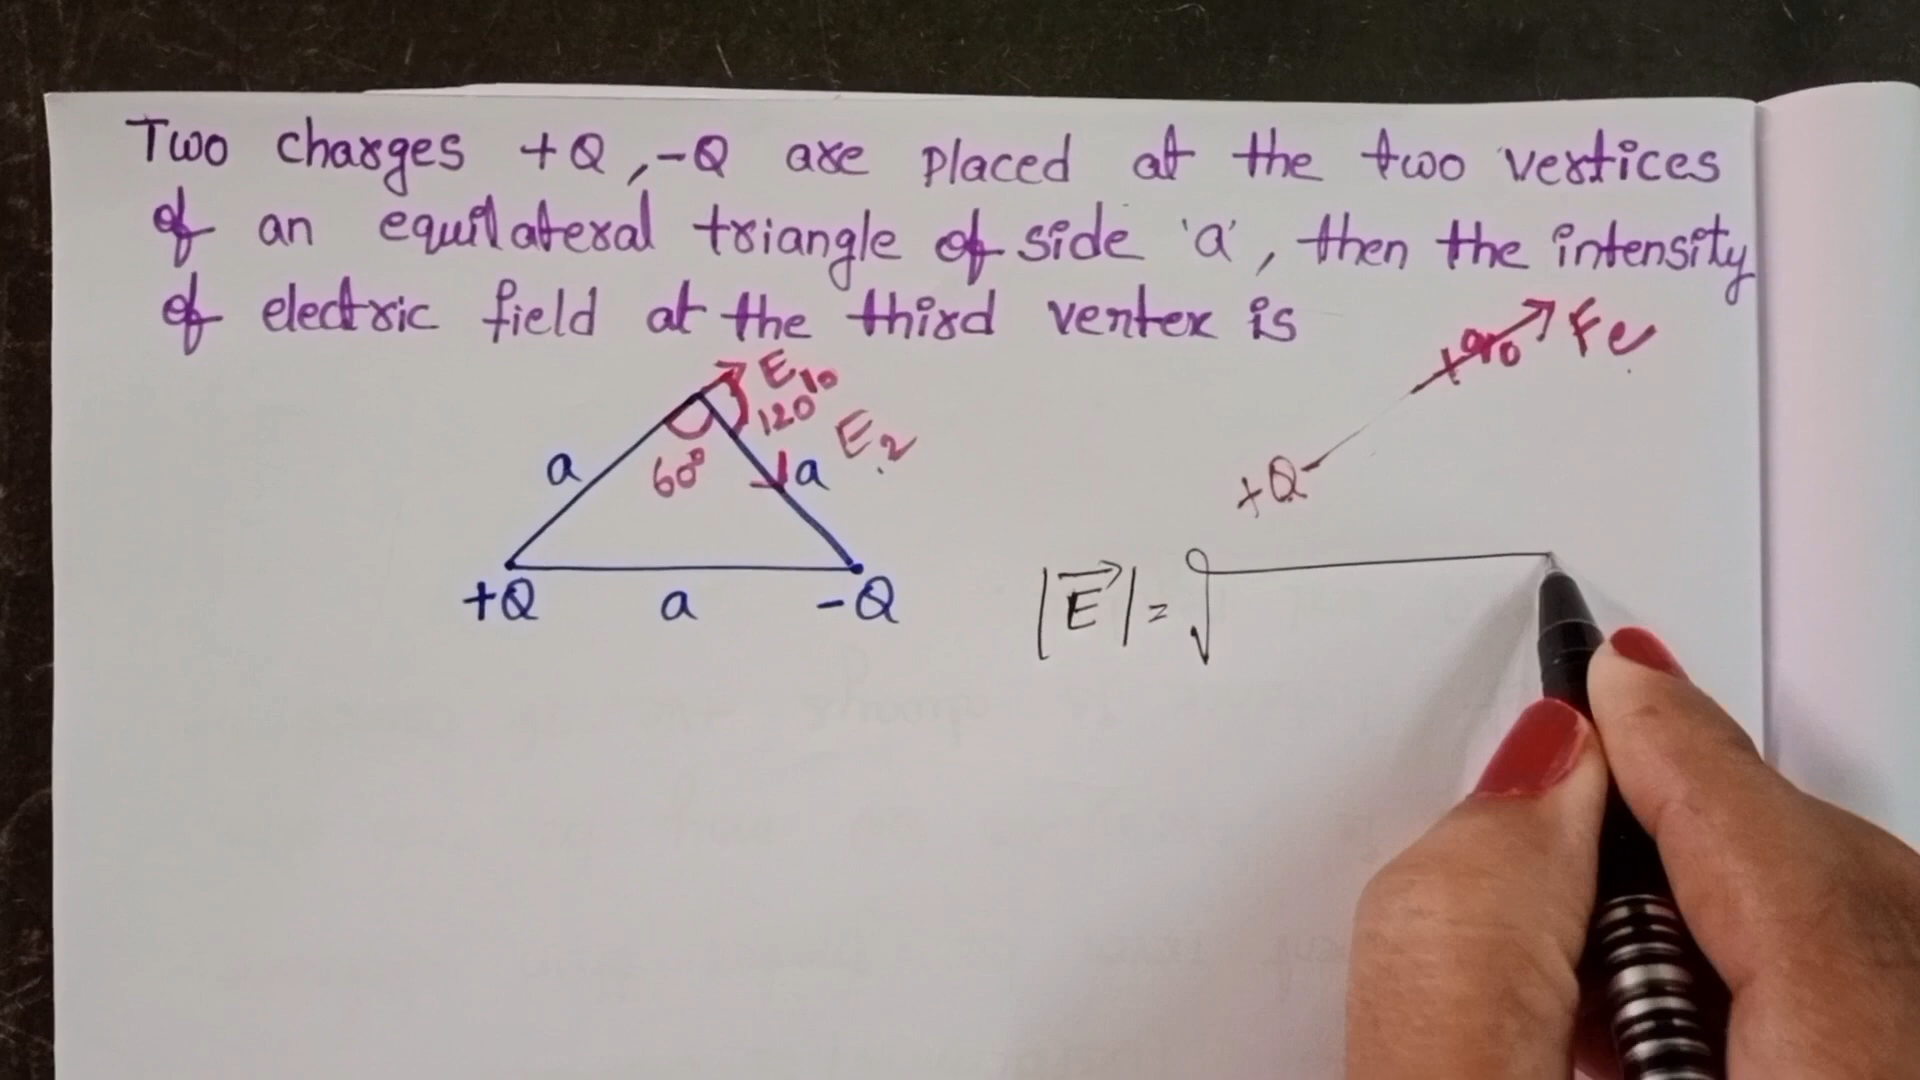 Two charges +Q, -Q are placed at the two vertices
of an equilateral triangle of side 'a', then the intensity
of electric field at the third vertex is
E₁
120°
E₂
a
60°
a
+Q
a
-Q
+q₀
Fe
+Q
|E⃗| = √